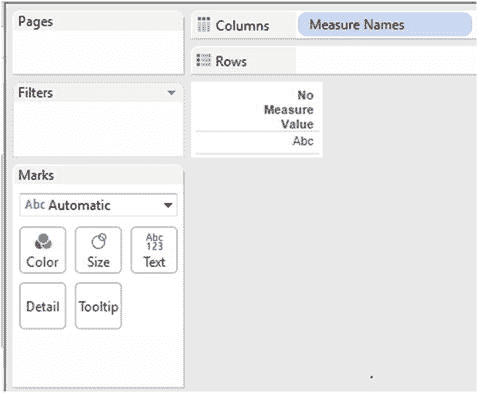 Pages
Columns
Measure Names
Rows
Filters
No
Measure
Value
Abc
Marks
Abc Automatic
Color
Size
Abc
123
Text
Detail
Tooltip